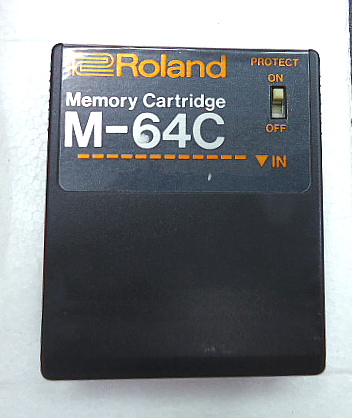 Roland
PROTECT
ON
OFF
Memory Cartridge
M-64C
▼IN